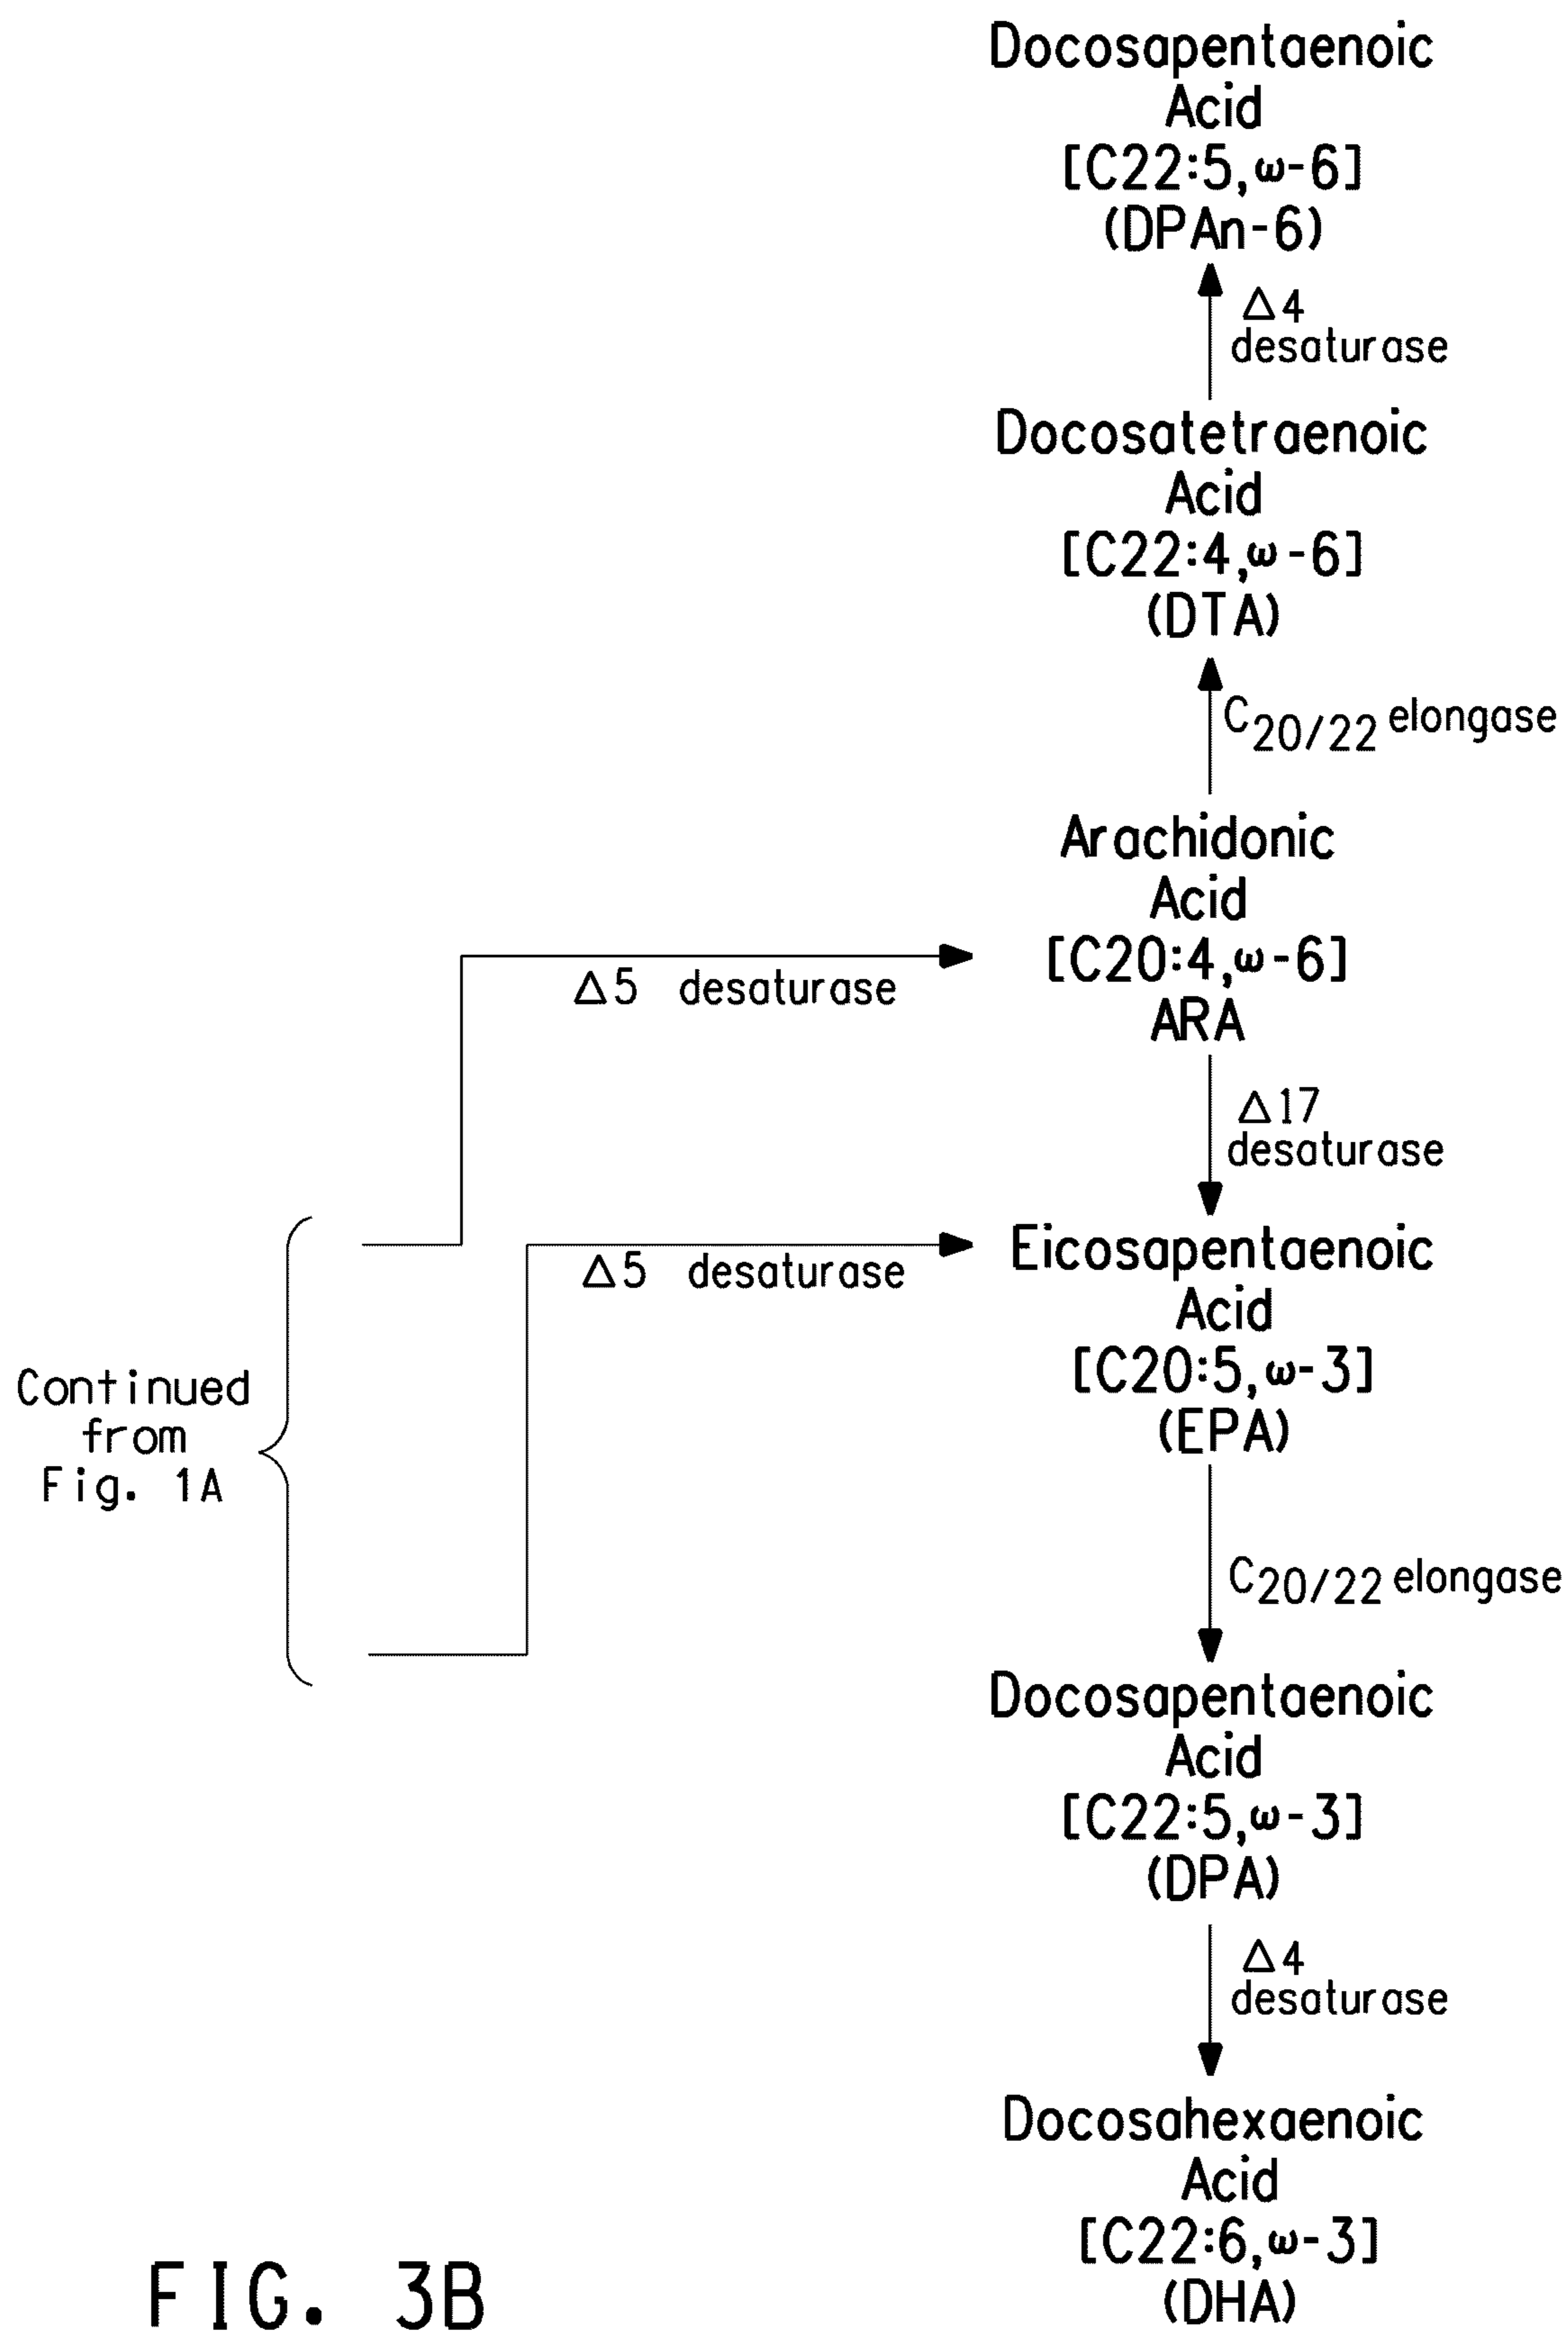 Docosapentaenoic
Acid
[C22:5,ω-6]
(DPAn-6)
Δ4
desaturase
Docosatetraenoic
Acid
[C22:4,ω-6]
(DTA)
C20/22 elongase
Arachidonic
Acid
[C20:4,ω-6]
ARA
Δ5 desaturase
Δ17
desaturase
Δ5 desaturase
Eicosapentaenoic
Acid
[C20:5,ω-3]
(EPA)
Continued
from
Fig. 1A
C20/22 elongase
Docosapentaenoic
Acid
[C22:5,ω-3]
(DPA)
Δ4
desaturase
Docosahexaenoic
Acid
[C22:6,ω-3]
(DHA)
FIG. 3B